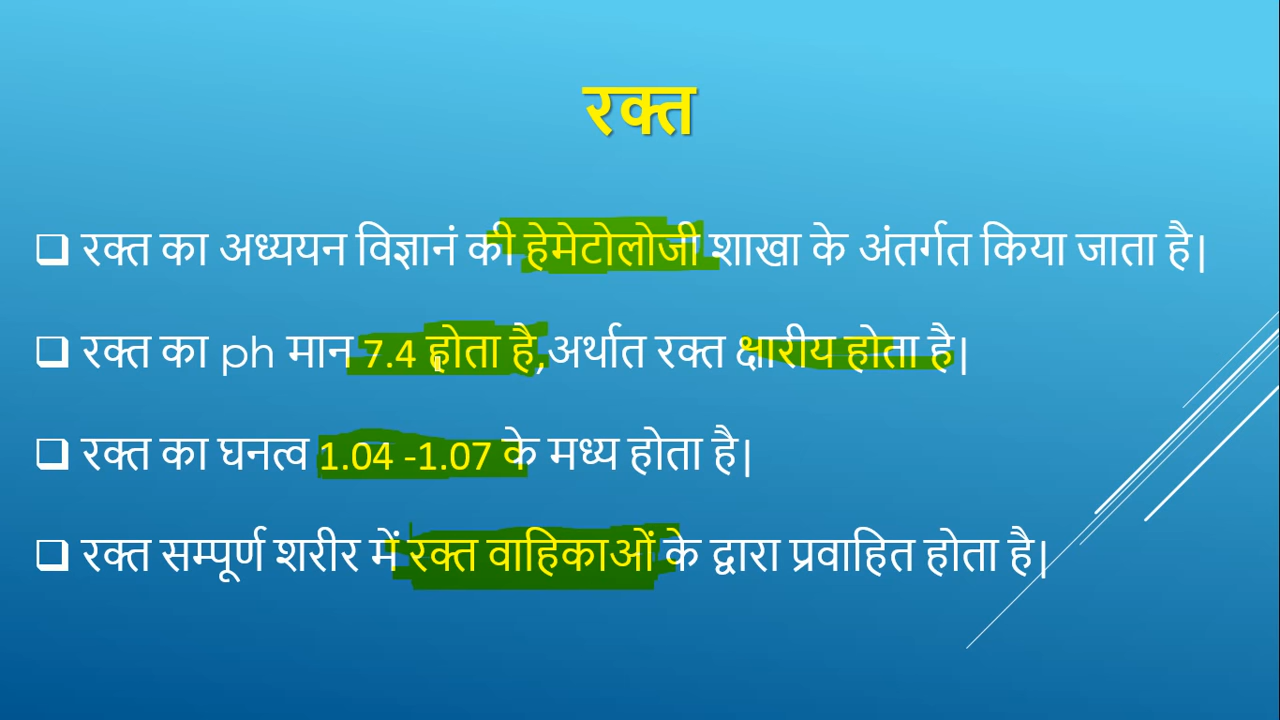 रक्त
रक्त का अध्ययन विज्ञानं की हेमेटोलोजी शाखा के अंतर्गत किया जाता है|
रक्त का ph मान 7.4 होता है,अर्थात रक्त क्षारीय होता है|
रक्त का घनत्व 1.04 -1.07 के मध्य होता है|
रक्त सम्पूर्ण शरीर में रक्त वाहिकाओं के द्वारा प्रवाहित होता है|